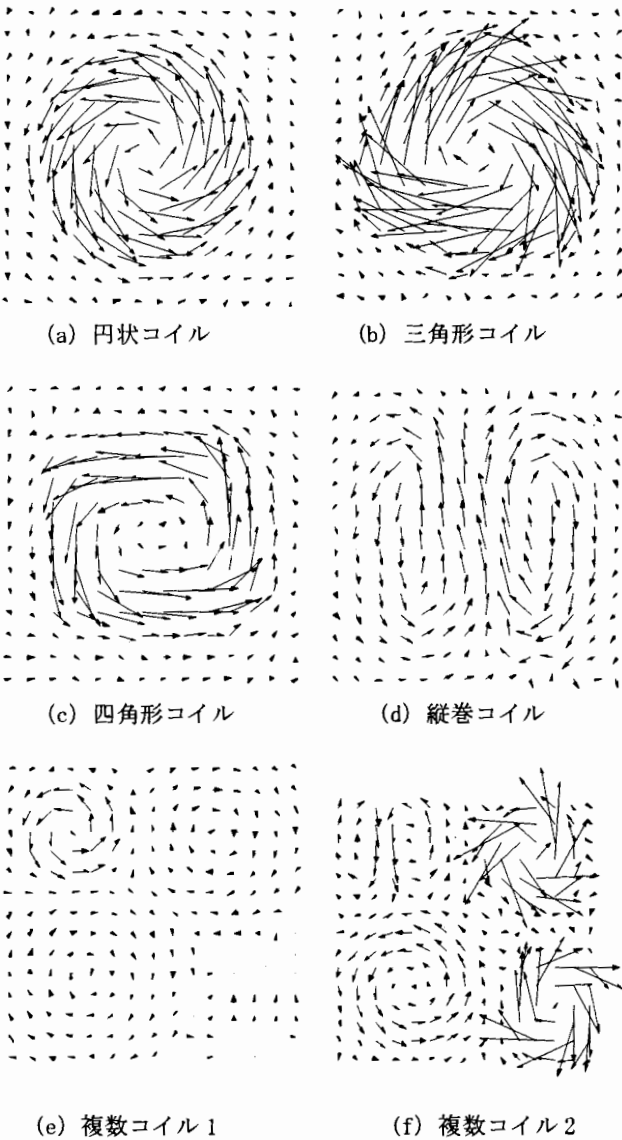 (a) 円状コイル
(b) 三角形コイル
(c) 四角形コイル
(d) 縦巻コイル
(e) 複数コイル1
(f) 複数コイル2